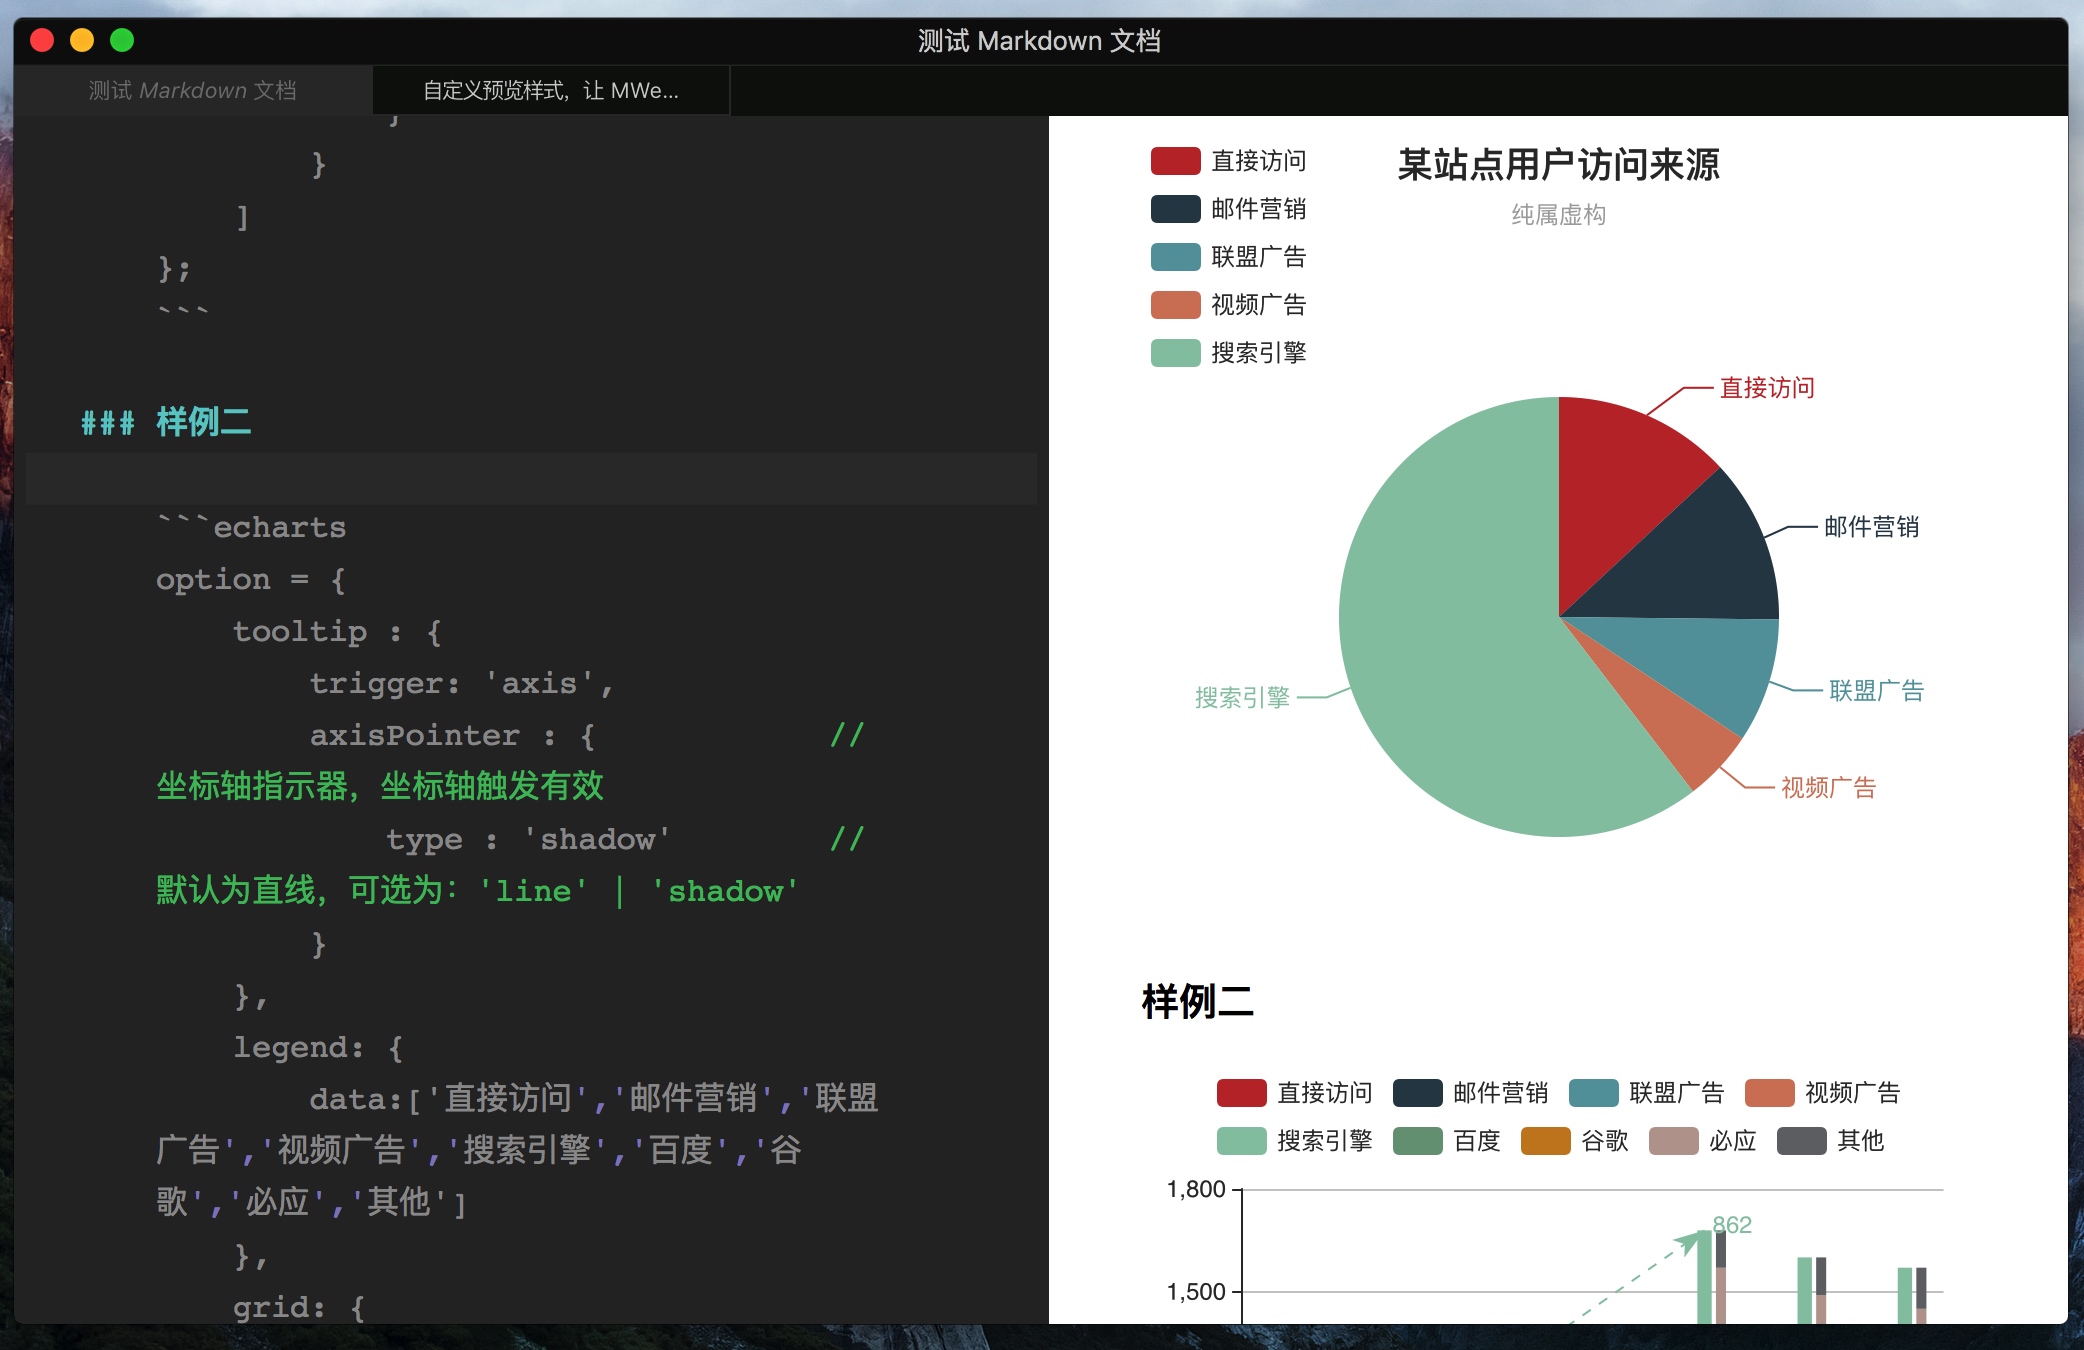 测试 Markdown 文档
测试 Markdown 文档
自定义预览样式，让 MWe...
}
}
]
};
```
### 样例二
```echarts
option = {
tooltip : {
trigger: 'axis',
axisPointer : { //
坐标轴指示器，坐标轴触发有效
type : 'shadow' //
默认为直线，可选为：'line' | 'shadow'
}
},
legend: {
data:['直接访问','邮件营销','联盟
广告','视频广告','搜索引擎','百度','谷
歌','必应','其他']
},
grid: {
直接访问
邮件营销
联盟广告
视频广告
搜索引擎
某站点用户访问来源
纯属虚构
直接访问
邮件营销
联盟广告
视频广告
搜索引擎
样例二
直接访问 邮件营销 联盟广告 视频广告
搜索引擎 百度 谷歌 必应 其他
1,800
862
1,500